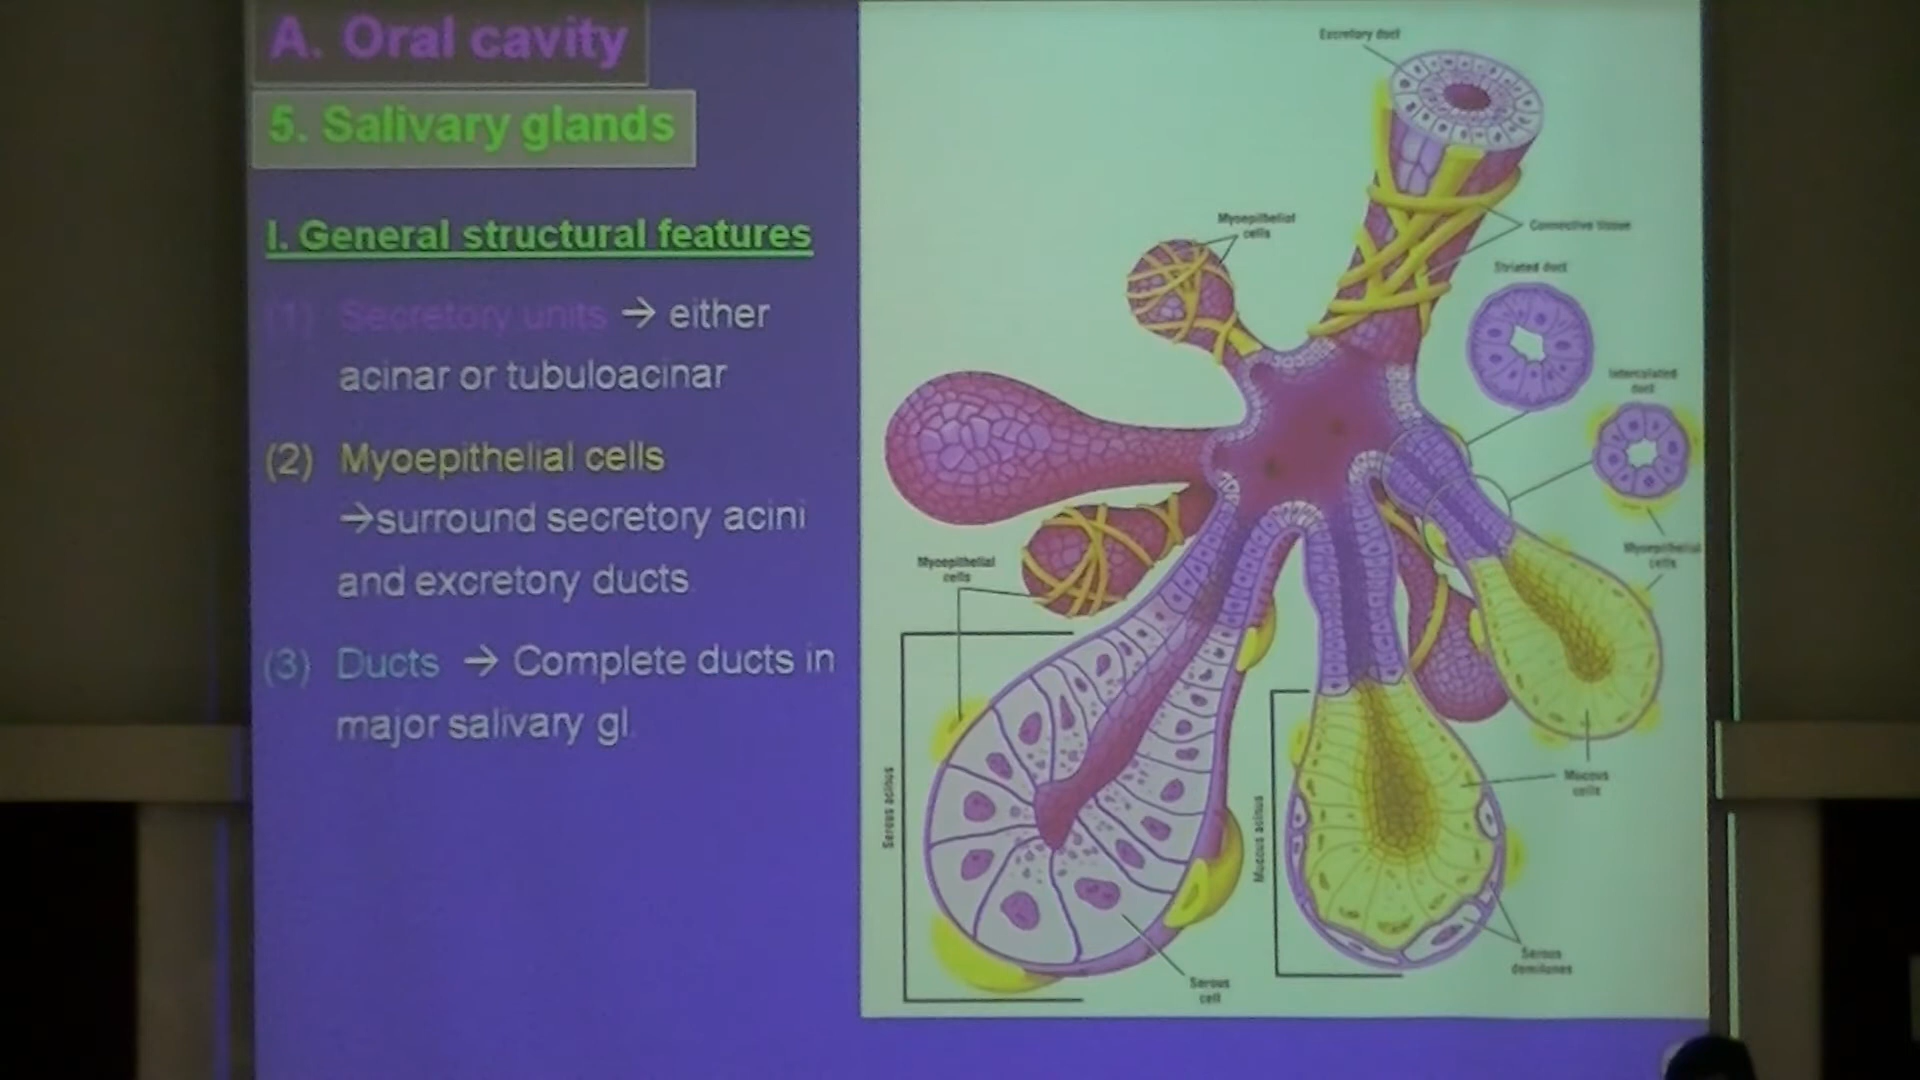 A. Oral cavity
5. Salivary glands
I. General structural features
(1) Secretory units → either
acinar or tubuloacinar
(2) Myoepithelial cells
→surround secretory acini
and excretory ducts
(3) Ducts → Complete ducts in
major salivary gl.
Excretory duct
Myoepithelial
cells
Connective tissue
Striated duct
Intercalated
duct
Myoepithelial
cells
Myoepithelial
cells
Serous acinus
Mucous acinus
Mucous
cells
Serous
demilunes
Serous
cell